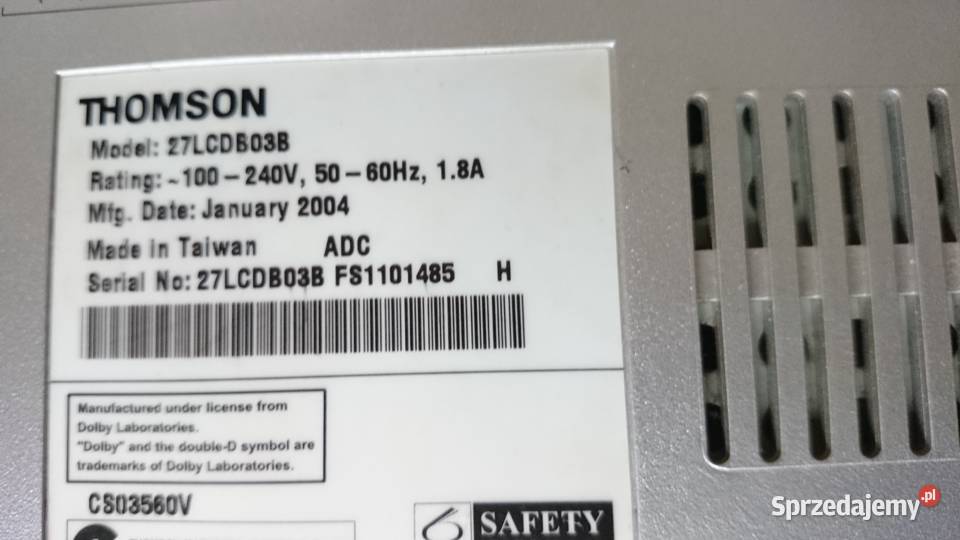 THOMSON
Model: 27LCDB03B
Rating: ~100-240V, 50-60Hz, 1.8A
Mfg. Date: January 2004
Made in Taiwan ADC
Serial No: 27LCDB03B FS1101485 H
Manufactured under license from
Dolby Laboratories.
"Dolby" and the double-D symbol are
trademarks of Dolby Laboratories.
CS03560V
SAFETY
Sprzedajemy.pl